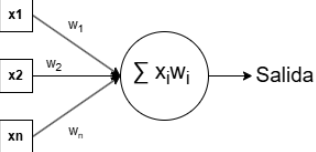 x1
w₁
x2
w₂
∑ xᵢwᵢ
Salida
xn
wₙ